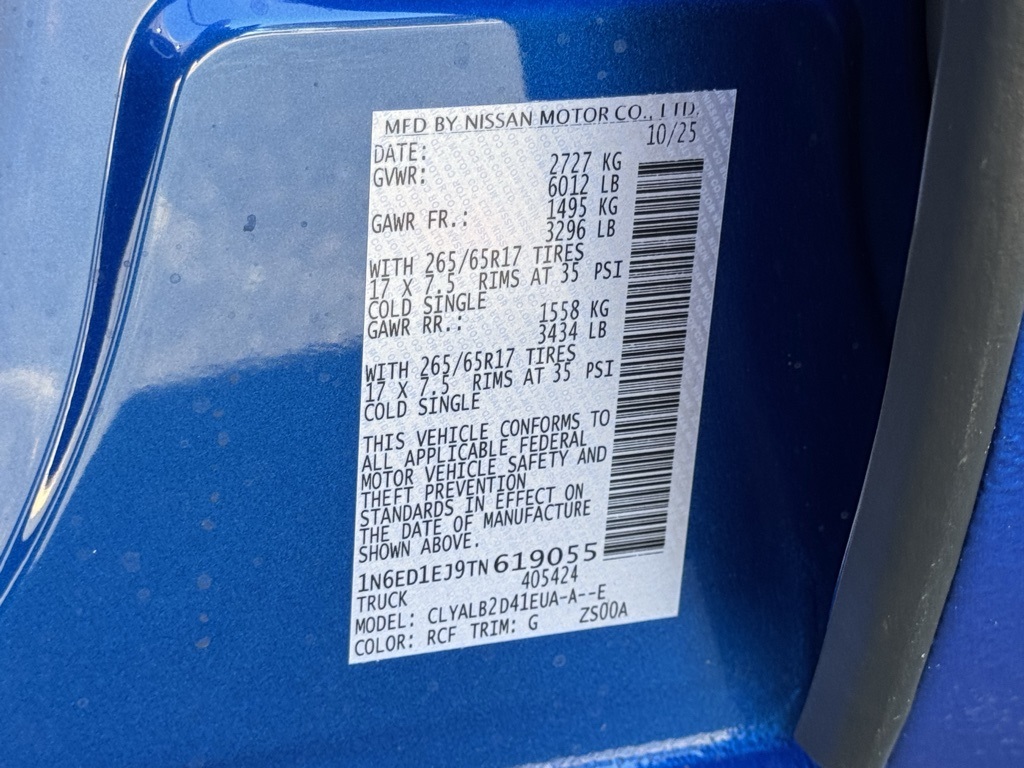 MFD BY NISSAN MOTOR CO., LTD.
DATE: 10/25
GVWR: 2727 KG
6012 LB
GAWR FR.: 1495 KG
3296 LB
WITH 265/65R17 TIRES
17 X 7.5 RIMS AT 35 PSI
COLD SINGLE
GAWR RR.: 1558 KG
3434 LB
WITH 265/65R17 TIRES
17 X 7.5 RIMS AT 35 PSI
COLD SINGLE
THIS VEHICLE CONFORMS TO
ALL APPLICABLE FEDERAL
MOTOR VEHICLE SAFETY AND
THEFT PREVENTION
STANDARDS IN EFFECT ON
THE DATE OF MANUFACTURE
SHOWN ABOVE.
1N6ED1EJ9TN619055
TRUCK 405424
MODEL: CLYALB2D41EUA-A--E
COLOR: RCF TRIM: G ZS00A